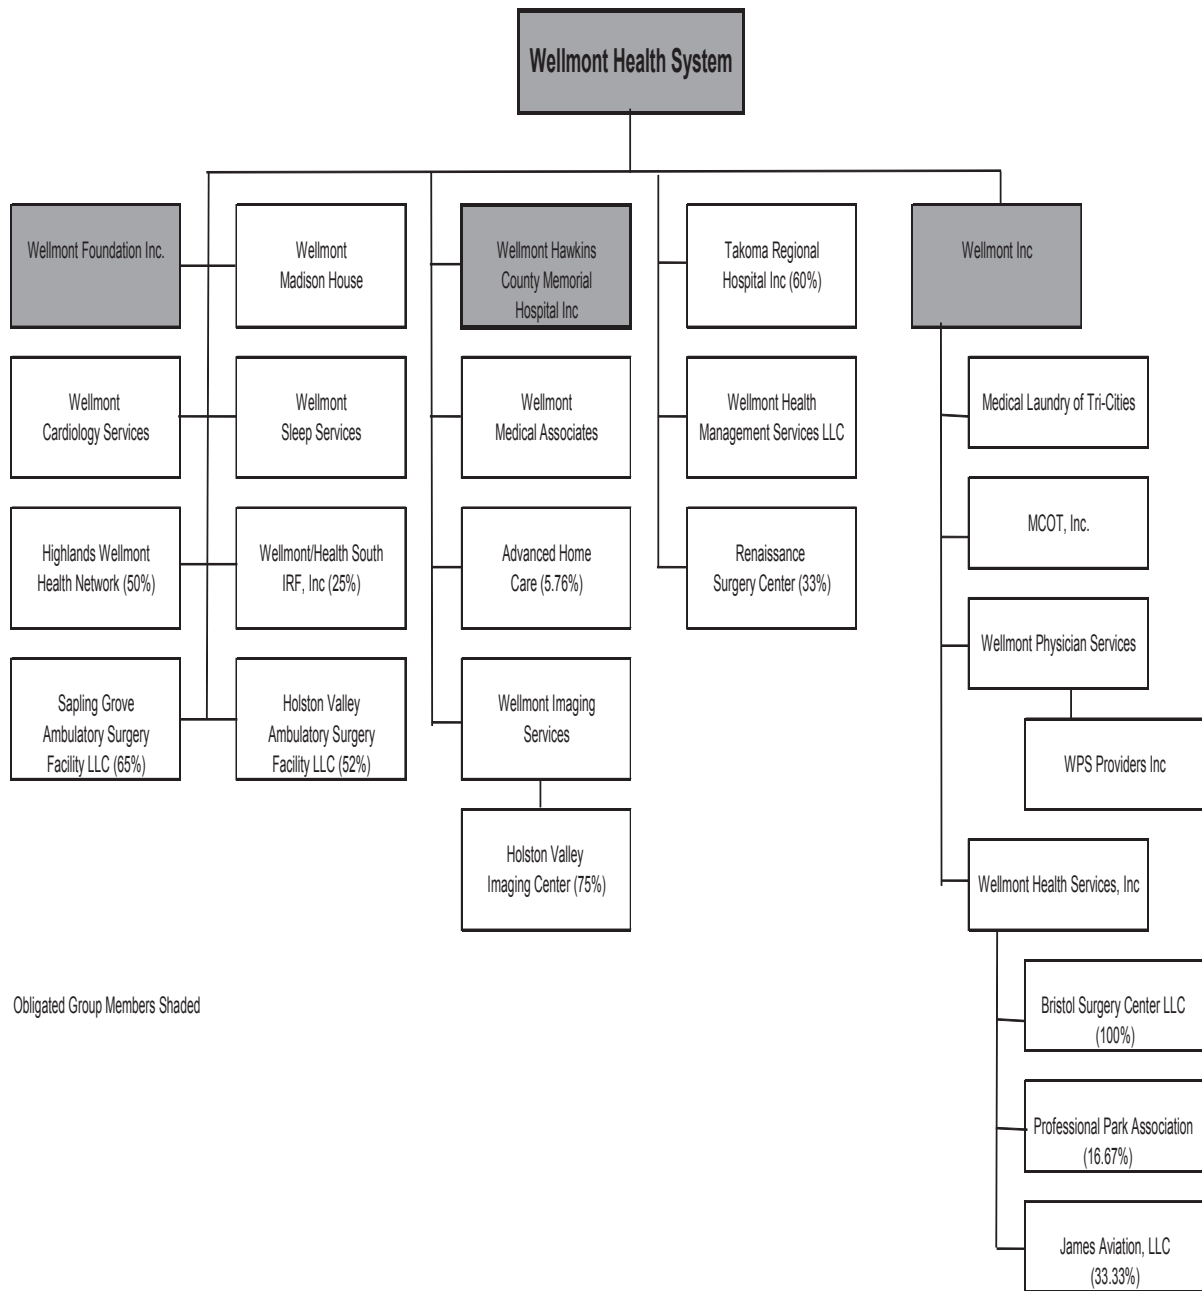 Wellmont Health System
Wellmont Foundation Inc.
Wellmont
Madison House
Wellmont Hawkins
County Memorial
Hospital Inc
Takoma Regional
Hospital Inc (60%)
Wellmont Inc
Wellmont
Cardiology Services
Wellmont
Sleep Services
Wellmont
Medical Associates
Wellmont Health
Management Services LLC
Medical Laundry of Tri-Cities
MCOT, Inc.
Highlands Wellmont
Health Network (50%)
Wellmont/Health South
IRF, Inc (25%)
Advanced Home
Care (5.76%)
Renaissance
Surgery Center (33%)
Wellmont Physician Services
Sapling Grove
Ambulatory Surgery
Facility LLC (65%)
Holston Valley
Ambulatory Surgery
Facility LLC (52%)
Wellmont Imaging
Services
WPS Providers Inc
Holston Valley
Imaging Center (75%)
Wellmont Health Services, Inc
Obligated Group Members Shaded
Bristol Surgery Center LLC
(100%)
Professional Park Association
(16.67%)
James Aviation, LLC
(33.33%)